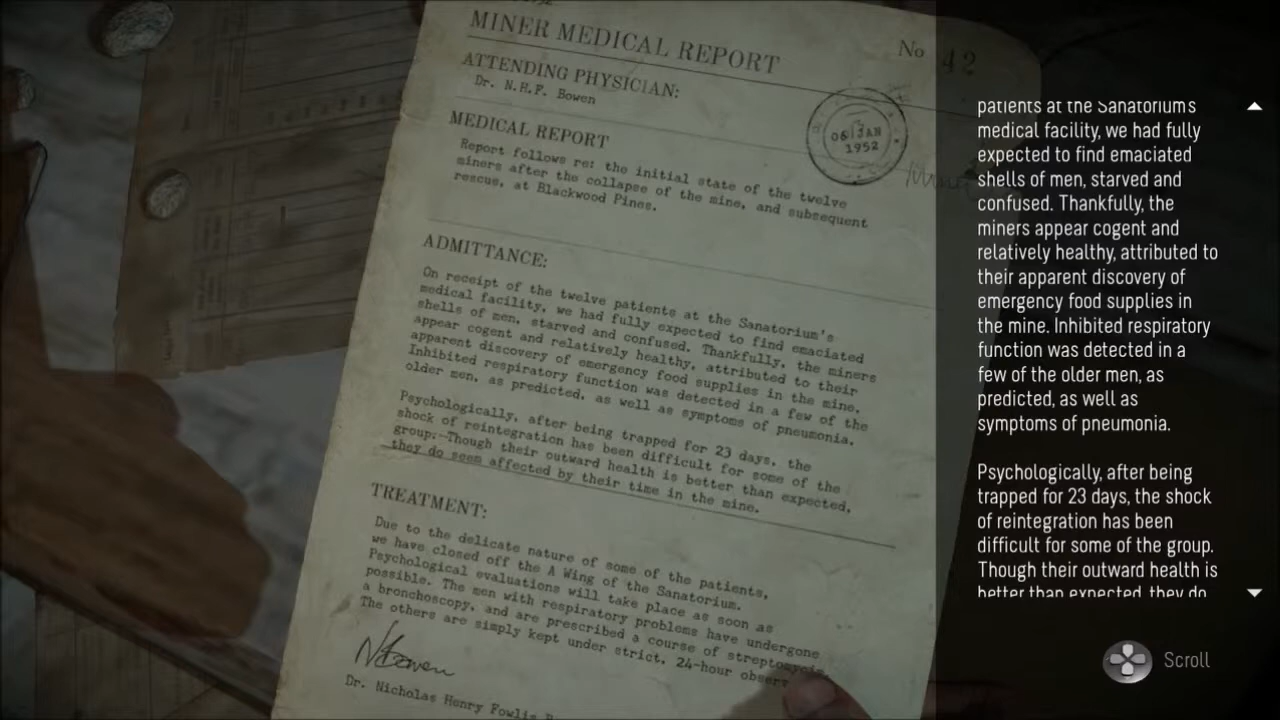 MINER MEDICAL REPORT
No 42
ATTENDING PHYSICIAN:
Dr. N.H.F. Bowen
06 JAN
1952
MEDICAL REPORT
Report follows re: the initial state of the twelve
miners after the collapse of the mine, and subsequent
rescue, at Blackwood Pines.
ADMITTANCE:
On receipt of the twelve patients at the Sanatorium's
medical facility, we had fully expected to find emaciated
shells of men, starved and confused. Thankfully, the miners
appear cogent and relatively healthy, attributed to their
apparent discovery of emergency food supplies in the mine.
Inhibited respiratory function was detected in a few of the
older men, as predicted, as well as symptoms of pneumonia.
Psychologically, after being trapped for 23 days, the
shock of reintegration has been difficult for some of the
group. Though their outward health is better than expected,
they do seem affected by their time in the mine.
TREATMENT:
Due to the delicate nature of some of the patients,
we have closed off the A Wing of the Sanatorium.
Psychological evaluations will take place as soon as
possible. The men with respiratory problems have undergone
a bronchoscopy, and are prescribed a course of streptomycin.
The others are simply kept under strict, 24-hour
NBowen
Dr. Nicholas Henry Fowlis
patients at the Sanatorium's
medical facility, we had fully
expected to find emaciated
shells of men, starved and
confused. Thankfully, the
miners appear cogent and
relatively healthy, attributed to
their apparent discovery of
emergency food supplies in
the mine. Inhibited respiratory
function was detected in a
few of the older men, as
predicted, as well as
symptoms of pneumonia.
Psychologically, after being
trapped for 23 days, the shock
of reintegration has been
difficult for some of the group.
Though their outward health is
better than expected, they do
Scroll